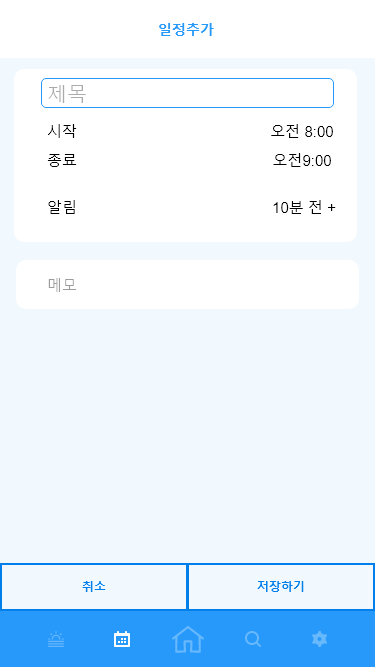 일정추가
제목
시작 오전 8:00
종료 오전9:00
알림 10분 전 +
메모
취소 저장하기